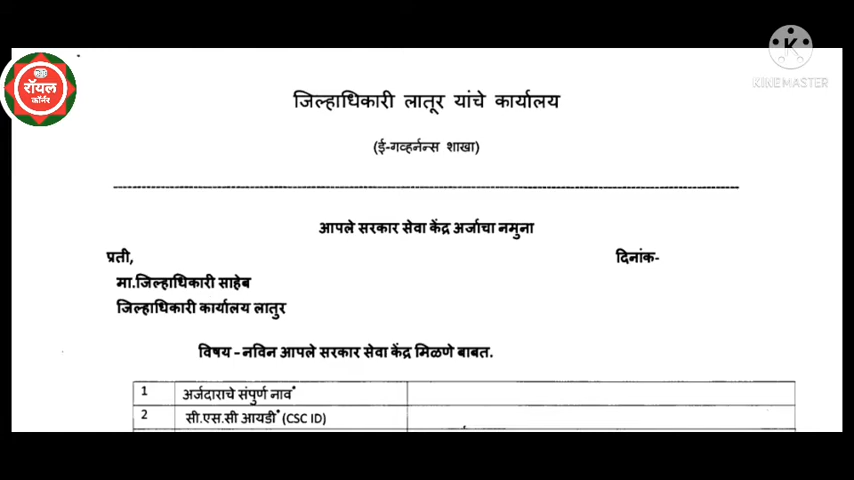 रॉयल
कॉर्नर
KINEMASTER
जिल्हाधिकारी लातूर यांचे कार्यालय
(ई-गव्हर्नन्स शाखा)
आपले सरकार सेवा केंद्र अर्जाचा नमुना
प्रती,
दिनांक-
मा.जिल्हाधिकारी साहेब
जिल्हाधिकारी कार्यालय लातुर
विषय –नविन आपले सरकार सेवा केंद्र मिळणे बाबत.
1 अर्जदाराचे संपुर्ण नाव*
2 सी.एस.सी आयडी* (CSC ID)